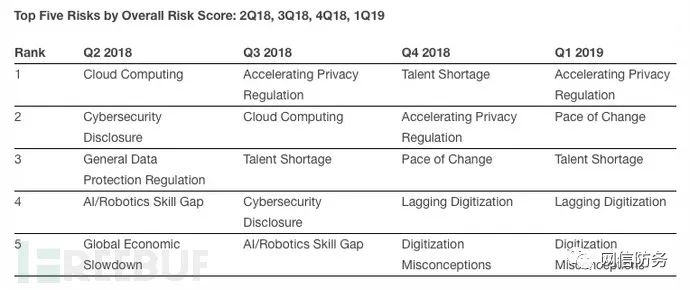 Top Five Risks by Overall Risk Score: 2Q18, 3Q18, 4Q18, 1Q19
Rank Q2 2018 Q3 2018 Q4 2018 Q1 2019
1 Cloud Computing Accelerating Privacy Talent Shortage Accelerating Privacy
Regulation Regulation
2 Cybersecurity Cloud Computing Accelerating Privacy Pace of Change
Disclosure Regulation
3 General Data Talent Shortage Pace of Change Talent Shortage
Protection Regulation
4 AI/Robotics Skill Gap Cybersecurity Lagging Digitization Lagging Digitization
Disclosure
5 Global Economic AI/Robotics Skill Gap Digitization Digitization
Slowdown Misconceptions Misconceptions
FREEBUF
网信防务